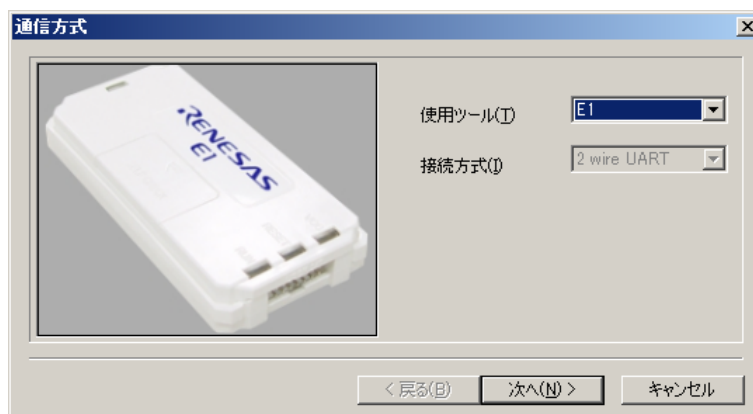 通信方式
RENESAS
E1
使用ツール(T)
E1
接続方式(I)
2 wire UART
< 戻る(B)
次へ(N) >
キャンセル